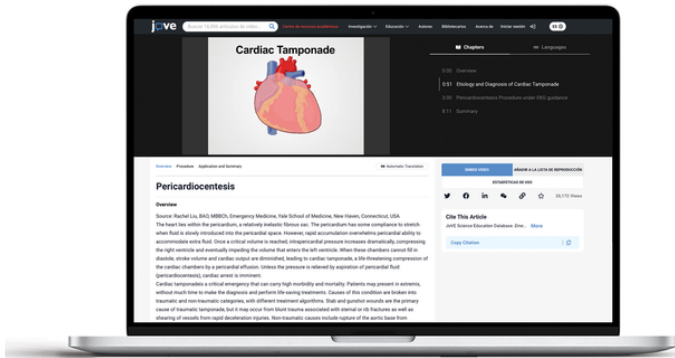 jove
Buscar 14,896 artículos de video...
Centro de recursos académicos Investigación Educación Autores Bibliotecarios Acerca de Iniciar sesión ES
Cardiac Tamponade
Chapters Languages
0:00 Overview
0:51 Etiology and Diagnosis of Cardiac Tamponade
3:00 Pericardiocentesis Procedure under EKG guidance
8:11 Summary
Overview Procedure Application and Summary Automatic Translation
EMBED VIDEO AÑADIR A LA LISTA DE REPRODUCCIÓN
ESTADÍSTICAS DE USO
Pericardiocentesis
Views
Overview
Source: Rachel Liu, BAO, MBBCh, Emergency Medicine, Yale School of Medicine, New Haven, Connecticut, USA
The heart lies within the pericardium, a relatively inelastic fibrous sac. The pericardium has some compliance to stretch
when fluid is slowly introduced into the pericardial space. However, rapid accumulation overwhelms pericardial ability to
accommodate extra fluid. Once a critical volume is reached, intrapericardial pressure increases dramatically, compressing
the right ventricle and eventually impeding the volume that enters the left ventricle. When these chambers cannot fill in
diastole, stroke volume and cardiac output are diminished, leading to cardiac tamponade, a life-threatening compression of
the cardiac chambers by a pericardial effusion. Unless the pressure is relieved by aspiration of pericardial fluid
(pericardiocentesis), cardiac arrest is imminent.
Cardiac tamponade is a critical emergency that can carry high morbidity and mortality. Patients may present in extremis,
without much time to make the diagnosis and perform life-saving treatments. Causes of this condition are broken into
traumatic and non-traumatic categories, with different treatment algorithms. Stab and gunshot wounds are the primary
cause of traumatic tamponade, but it may occur from blunt trauma associated with sternal or rib fractures as well as
shearing of vessels from rapid deceleration injuries. Non-traumatic causes include rupture of the aortic base from
Cite This Article
JoVE Science Education Database. Eme... More
Copy Citation